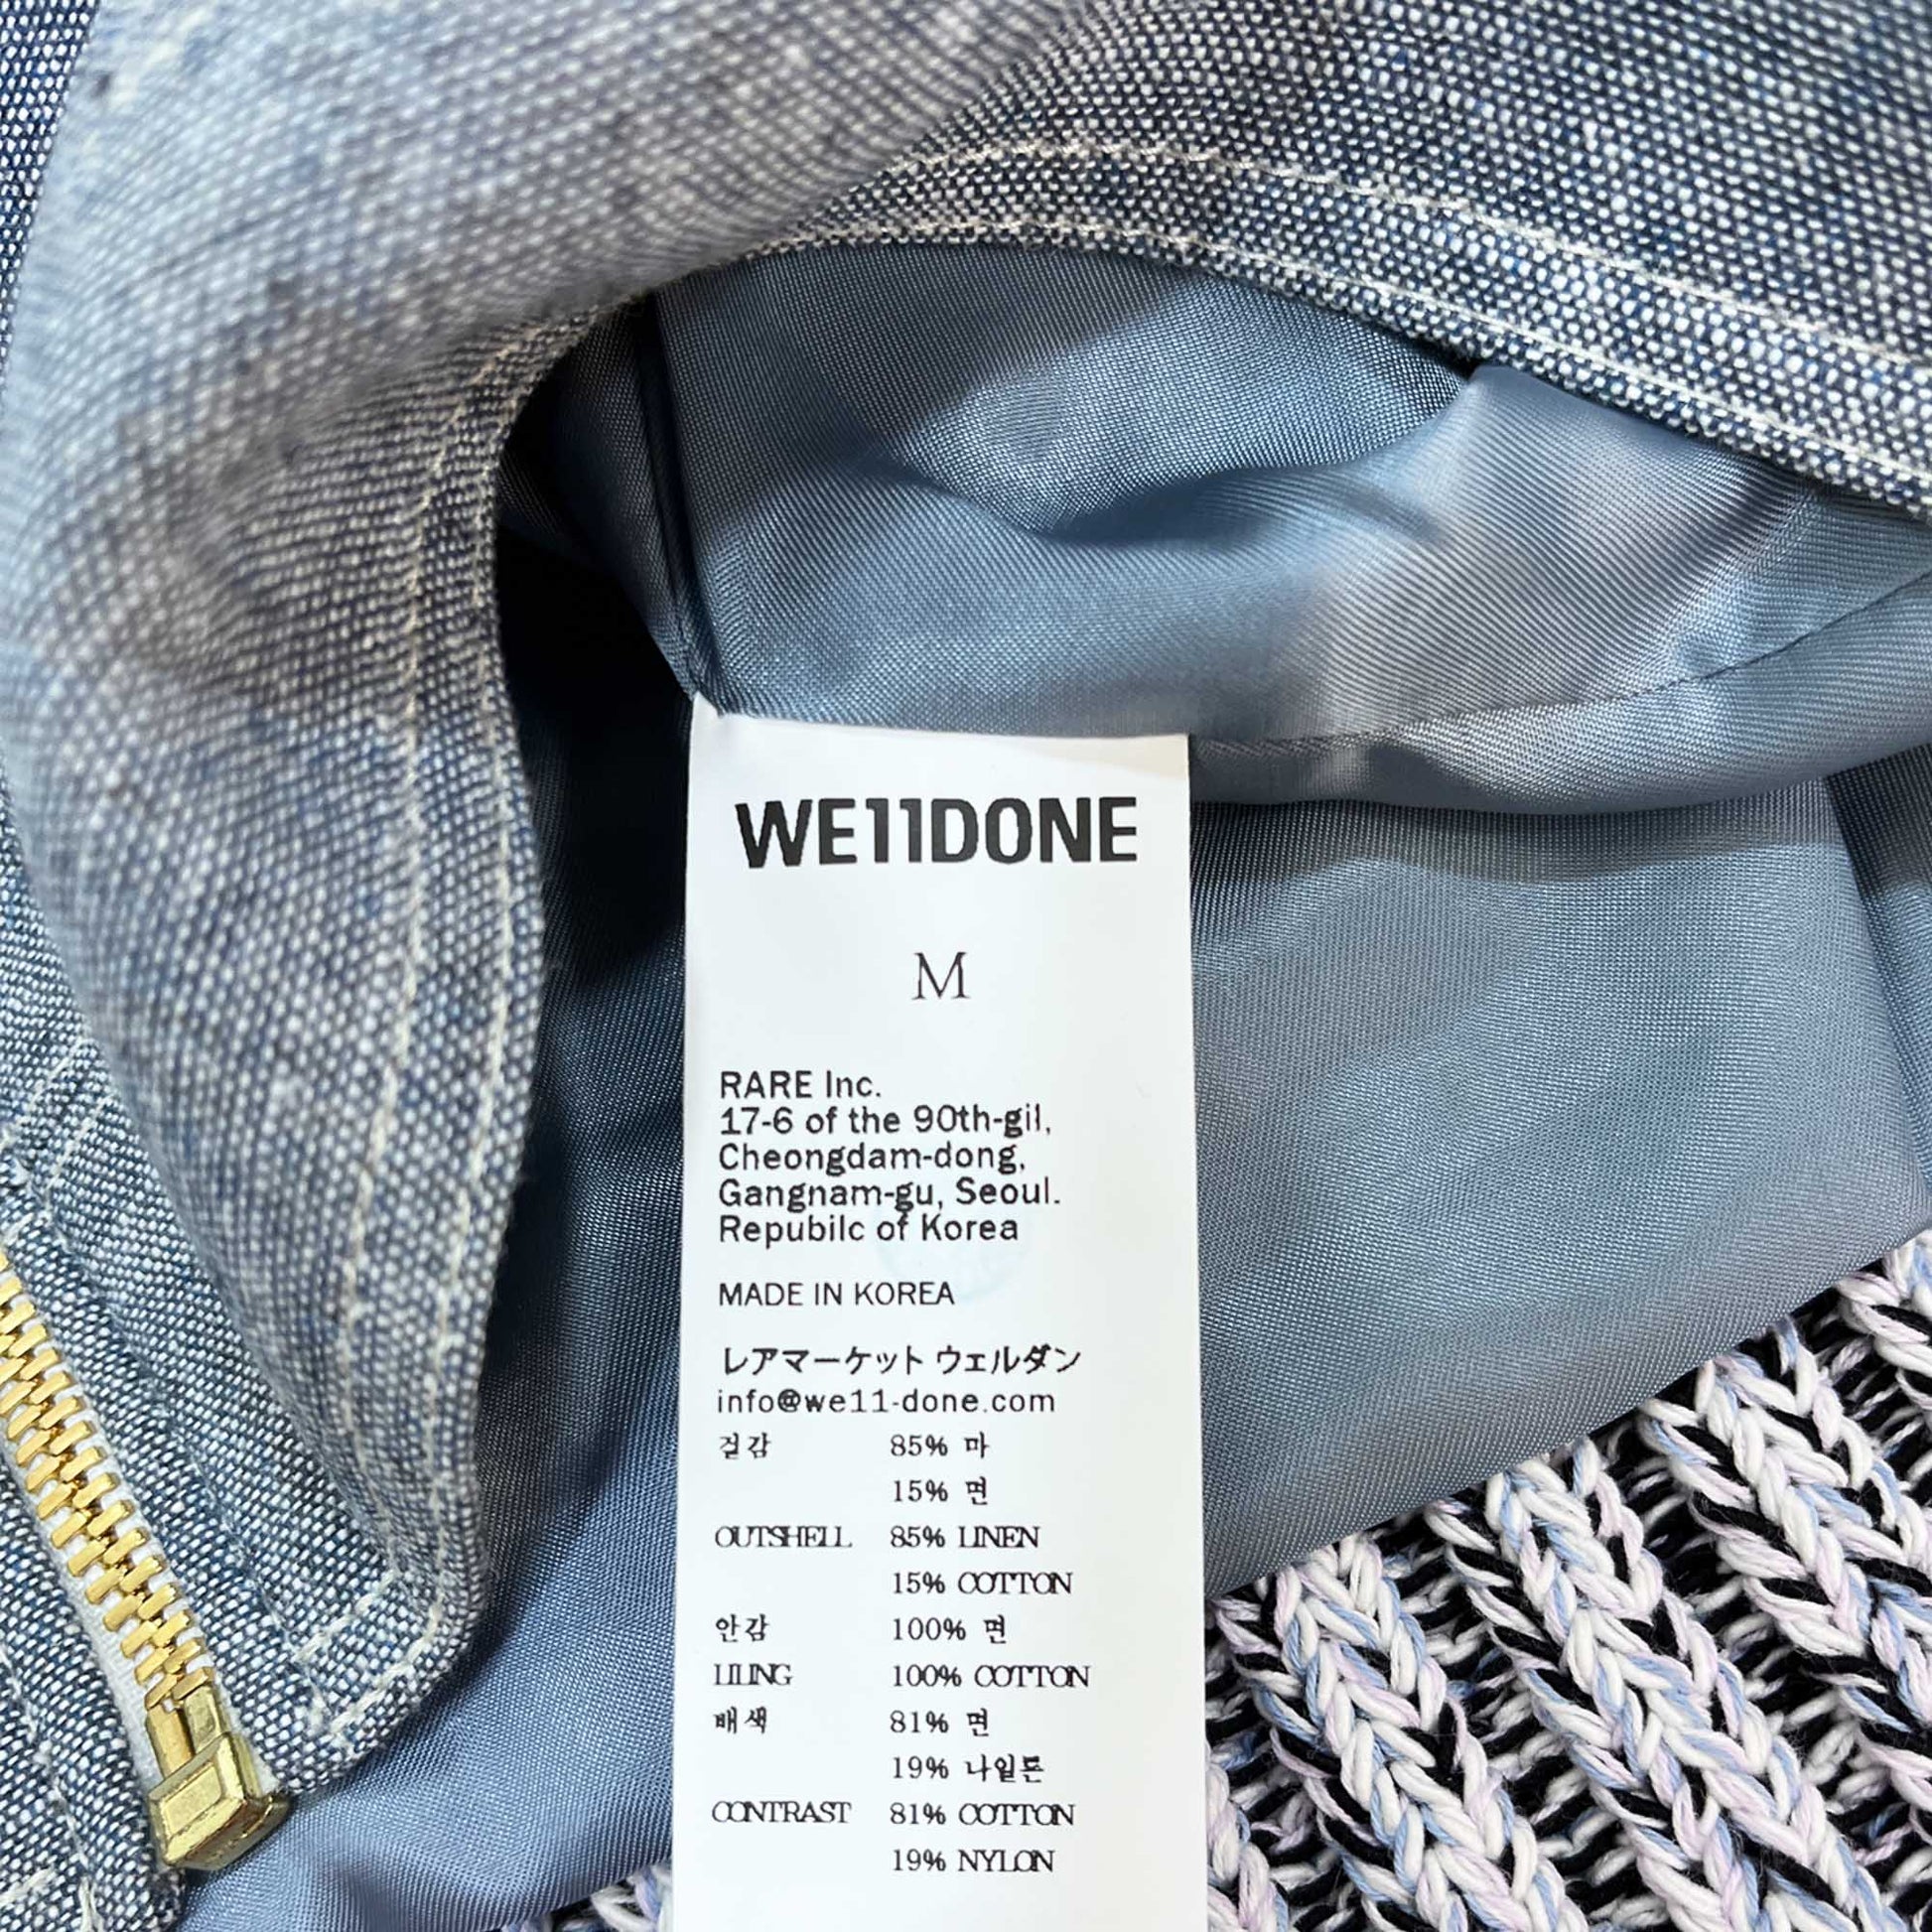 WE11DONE
M
RARE Inc.
17-6 of the 90th-gil,
Cheongdam-dong,
Gangnam-gu, Seoul.
Repubilc of Korea
MADE IN KOREA
レアマーケット ウェルダン
info@we11-done.com
겉감 85% 마
15% 면
OUTSHELL 85% LINEN
15% COTTON
안감 100% 면
LILING 100% COTTON
배색 81% 면
19% 나일론
CONTRAST 81% COTTON
19% NYLON